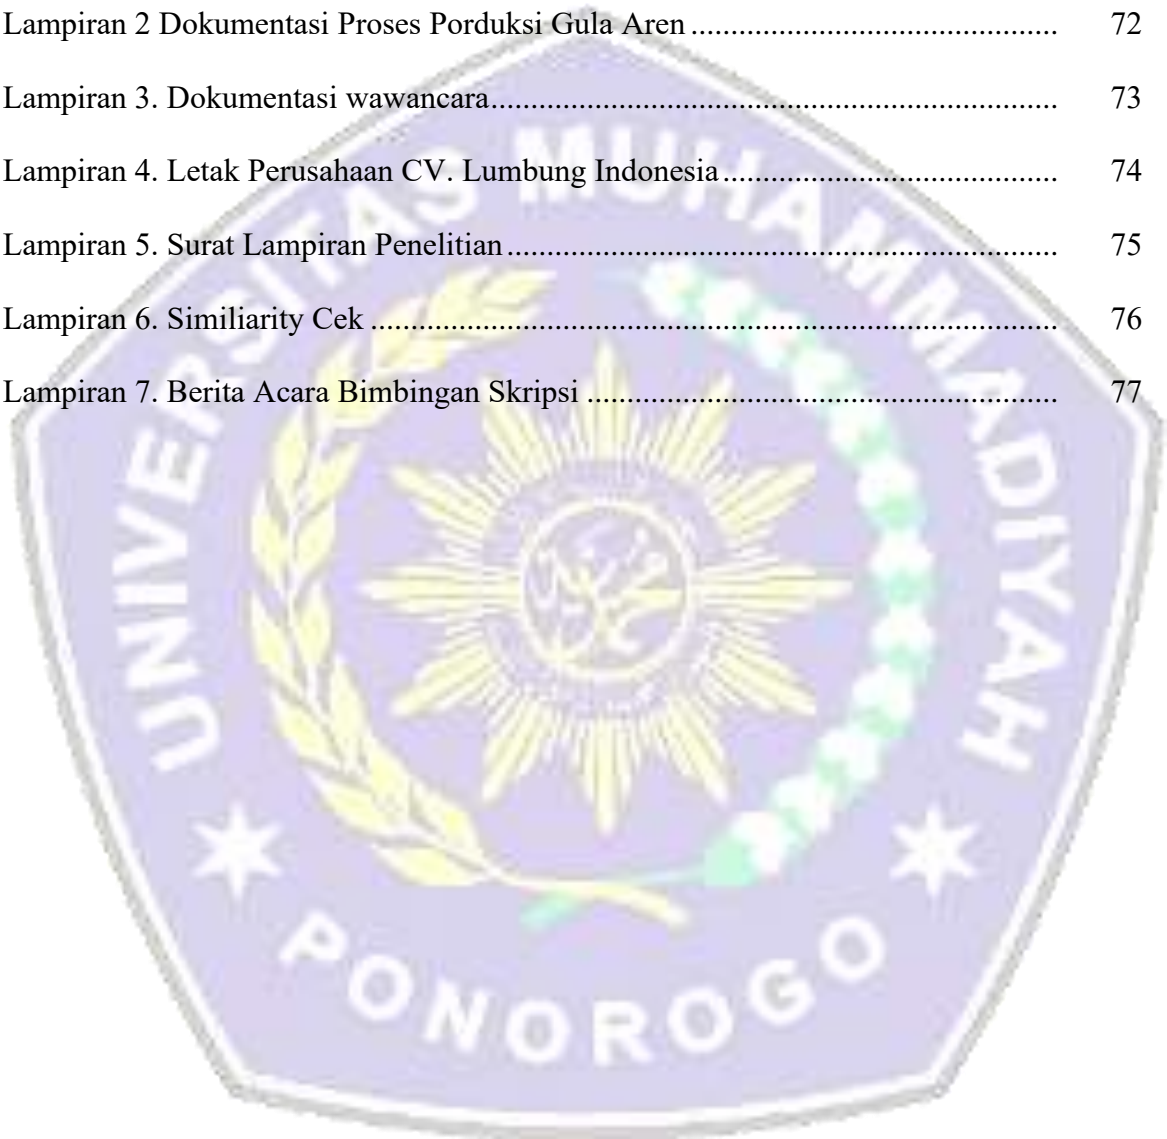 Lampiran 2 Dokumentasi Proses Porduksi Gula Aren ............................................. 72
Lampiran 3. Dokumentasi wawancara..................................................................... 73
Lampiran 4. Letak Perusahaan CV. Lumbung Indonesia......................................... 74
Lampiran 5. Surat Lampiran Penelitian................................................................... 75
Lampiran 6. Similiarity Cek .................................................................................... 76
Lampiran 7. Berita Acara Bimbingan Skripsi ......................................................... 77
UNIVERSITAS MUHAMMADIYAH
PONOROGO